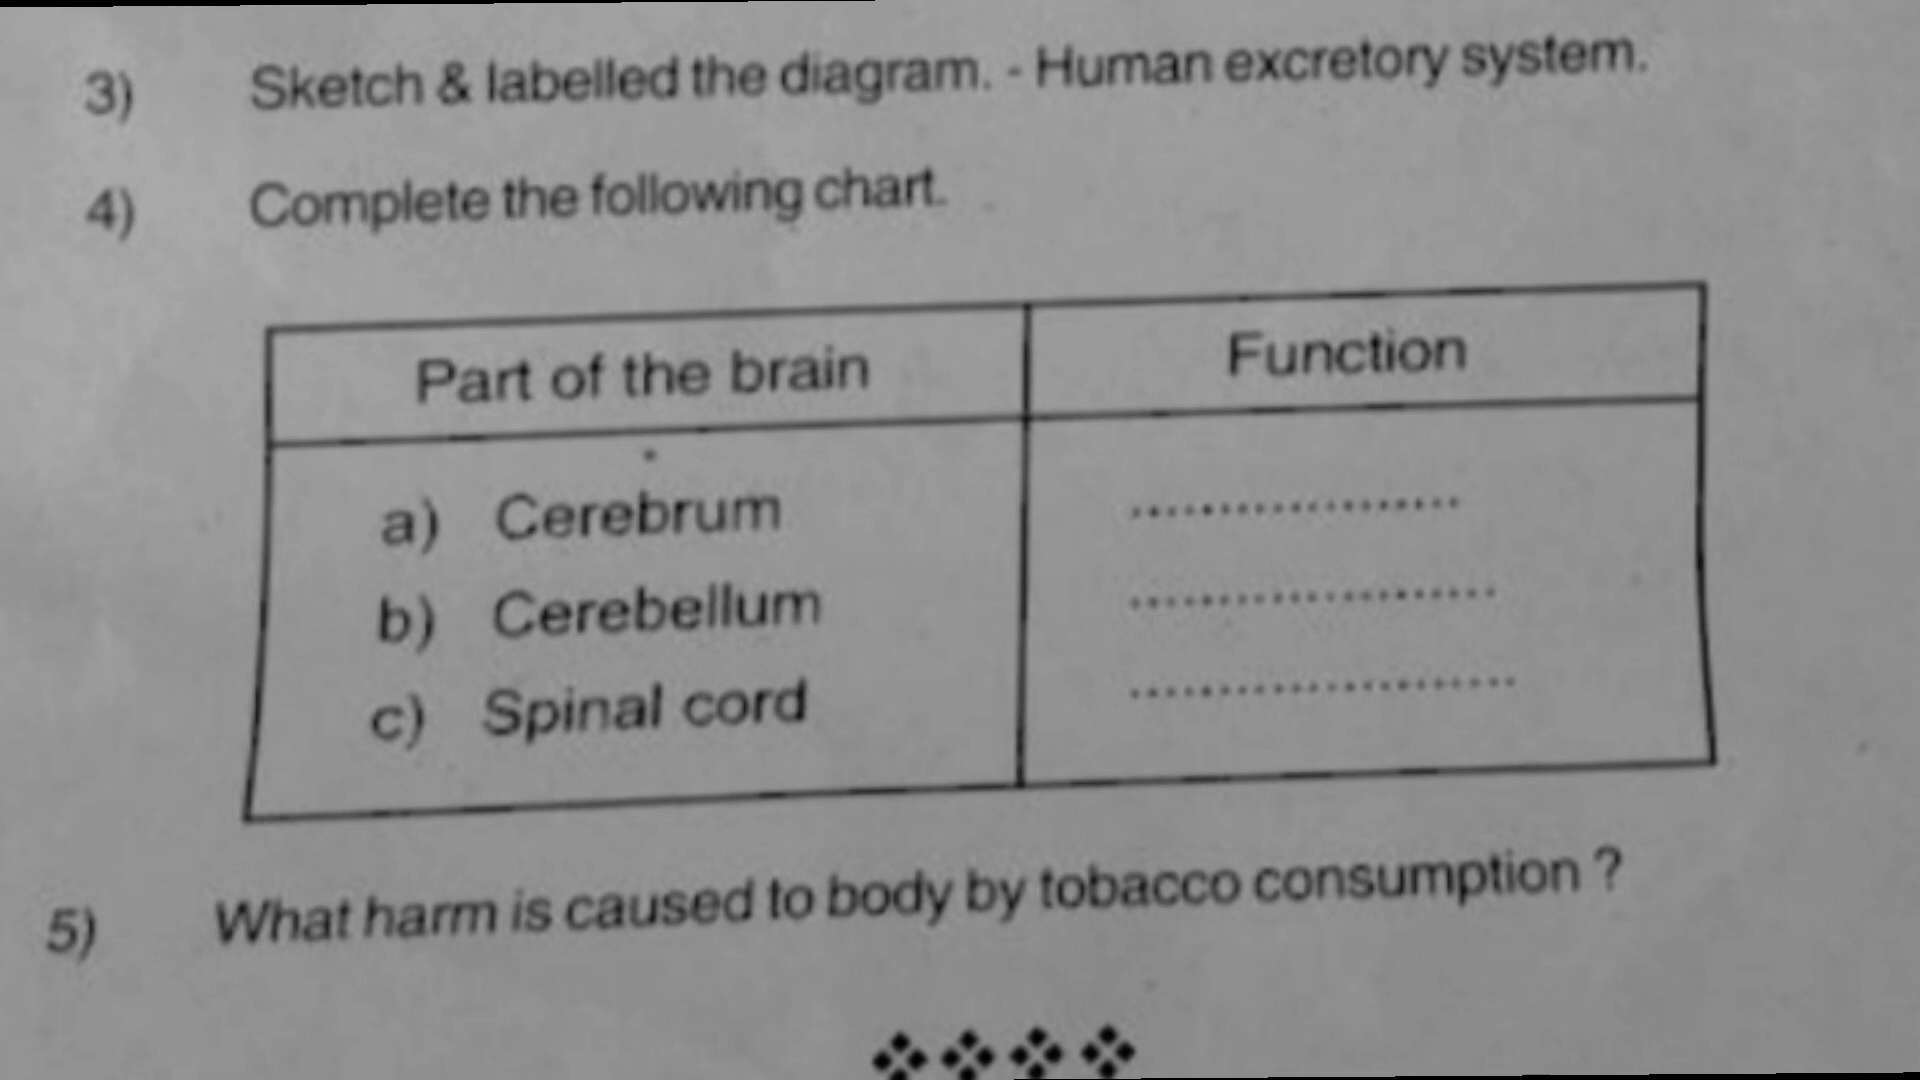 3) Sketch & labelled the diagram. - Human excretory system.
4) Complete the following chart.
Part of the brain Function
a) Cerebrum ....................
b) Cerebellum ......................
c) Spinal cord .......................
5) What harm is caused to body by tobacco consumption ?